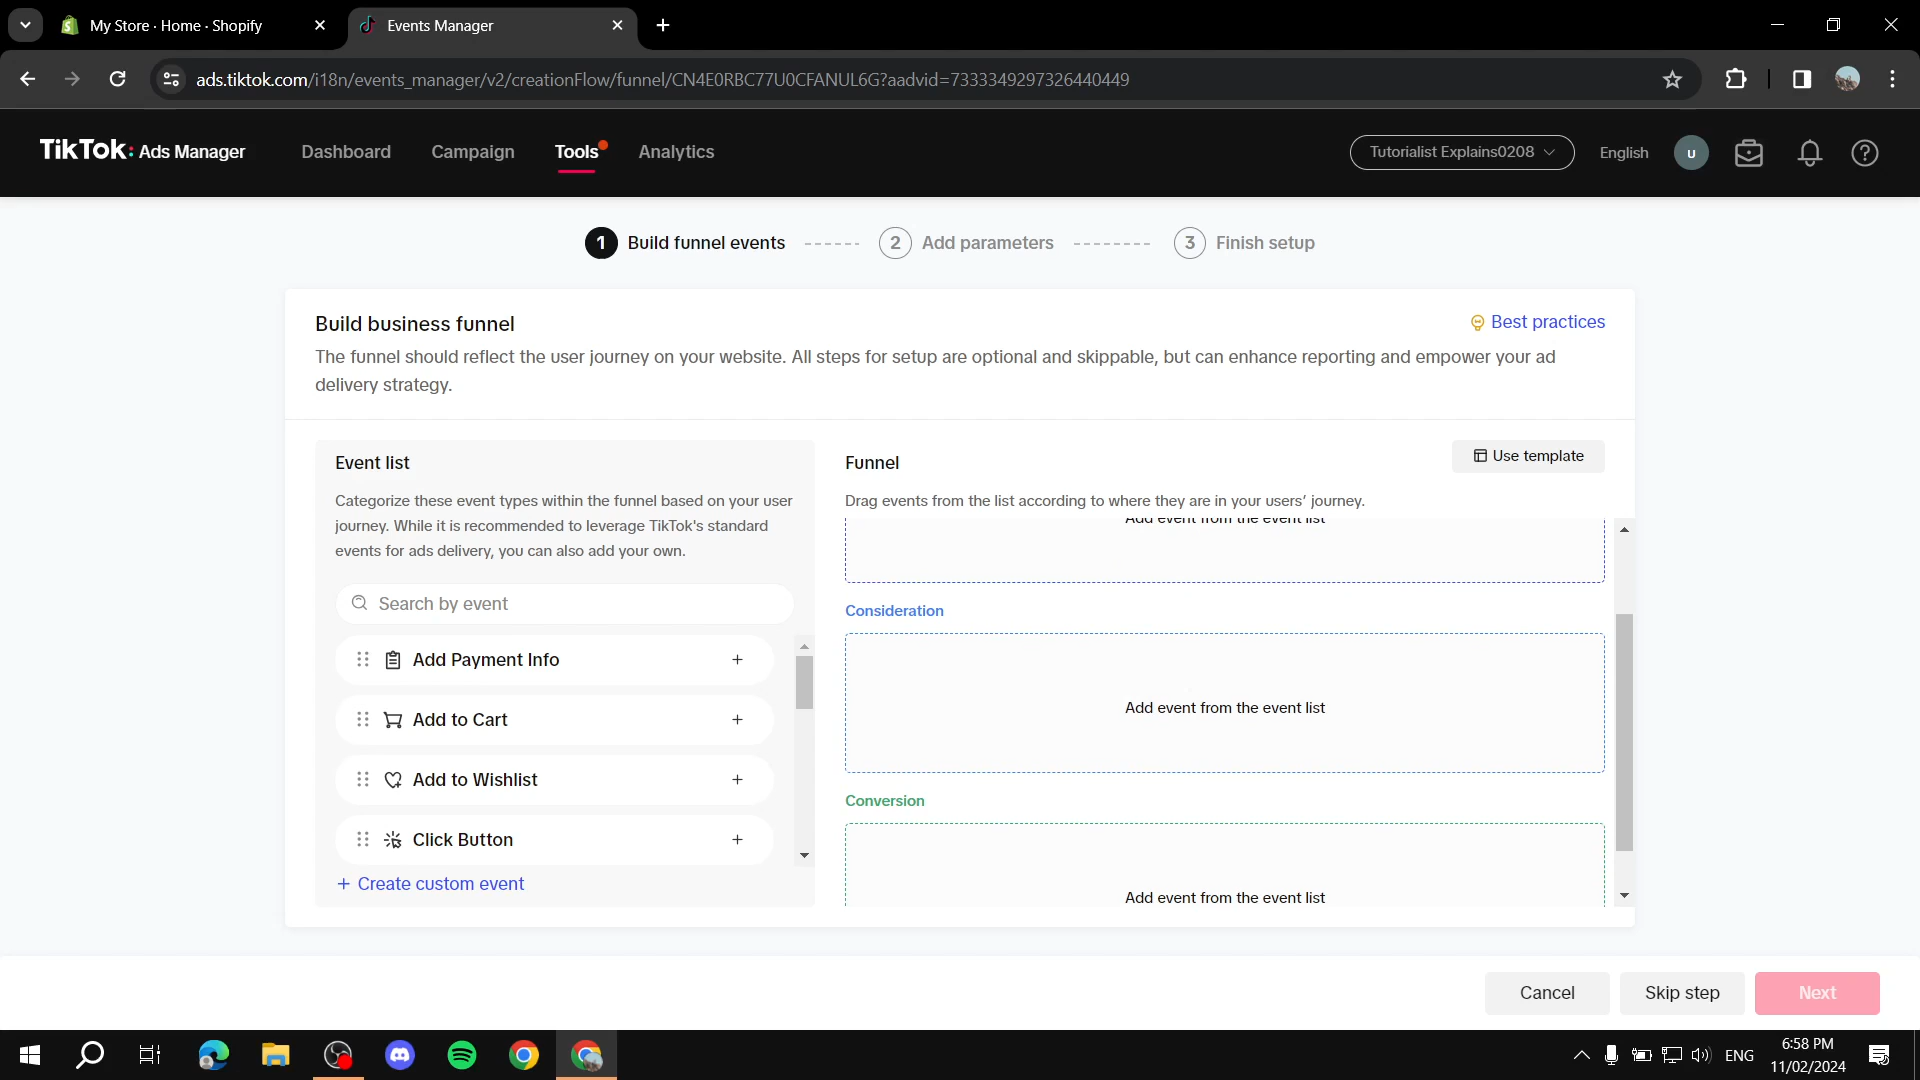 My Store · Home · Shopify
Events Manager
ads.tiktok.com/i18n/events_manager/v2/creationFlow/funnel/CN4E0RBC77U0CFANUL6G?aadvid=7333349297326440449
TikTok: Ads Manager
Dashboard
Campaign
Tools
Analytics
Tutorialist Explains0208
English
U
1 Build funnel events
2 Add parameters
3 Finish setup
Build business funnel
Best practices
The funnel should reflect the user journey on your website. All steps for setup are optional and skippable, but can enhance reporting and empower your ad
delivery strategy.
Event list
Categorize these event types within the funnel based on your user
journey. While it is recommended to leverage TikTok's standard
events for ads delivery, you can also add your own.
Search by event
Add Payment Info +
Add to Cart +
Add to Wishlist +
Click Button +
+ Create custom event
Funnel
Use template
Drag events from the list according to where they are in your users' journey.
Add event from the event list
Consideration
Add event from the event list
Conversion
Add event from the event list
Cancel
Skip step
Next
ENG
6:58 PM
11/02/2024